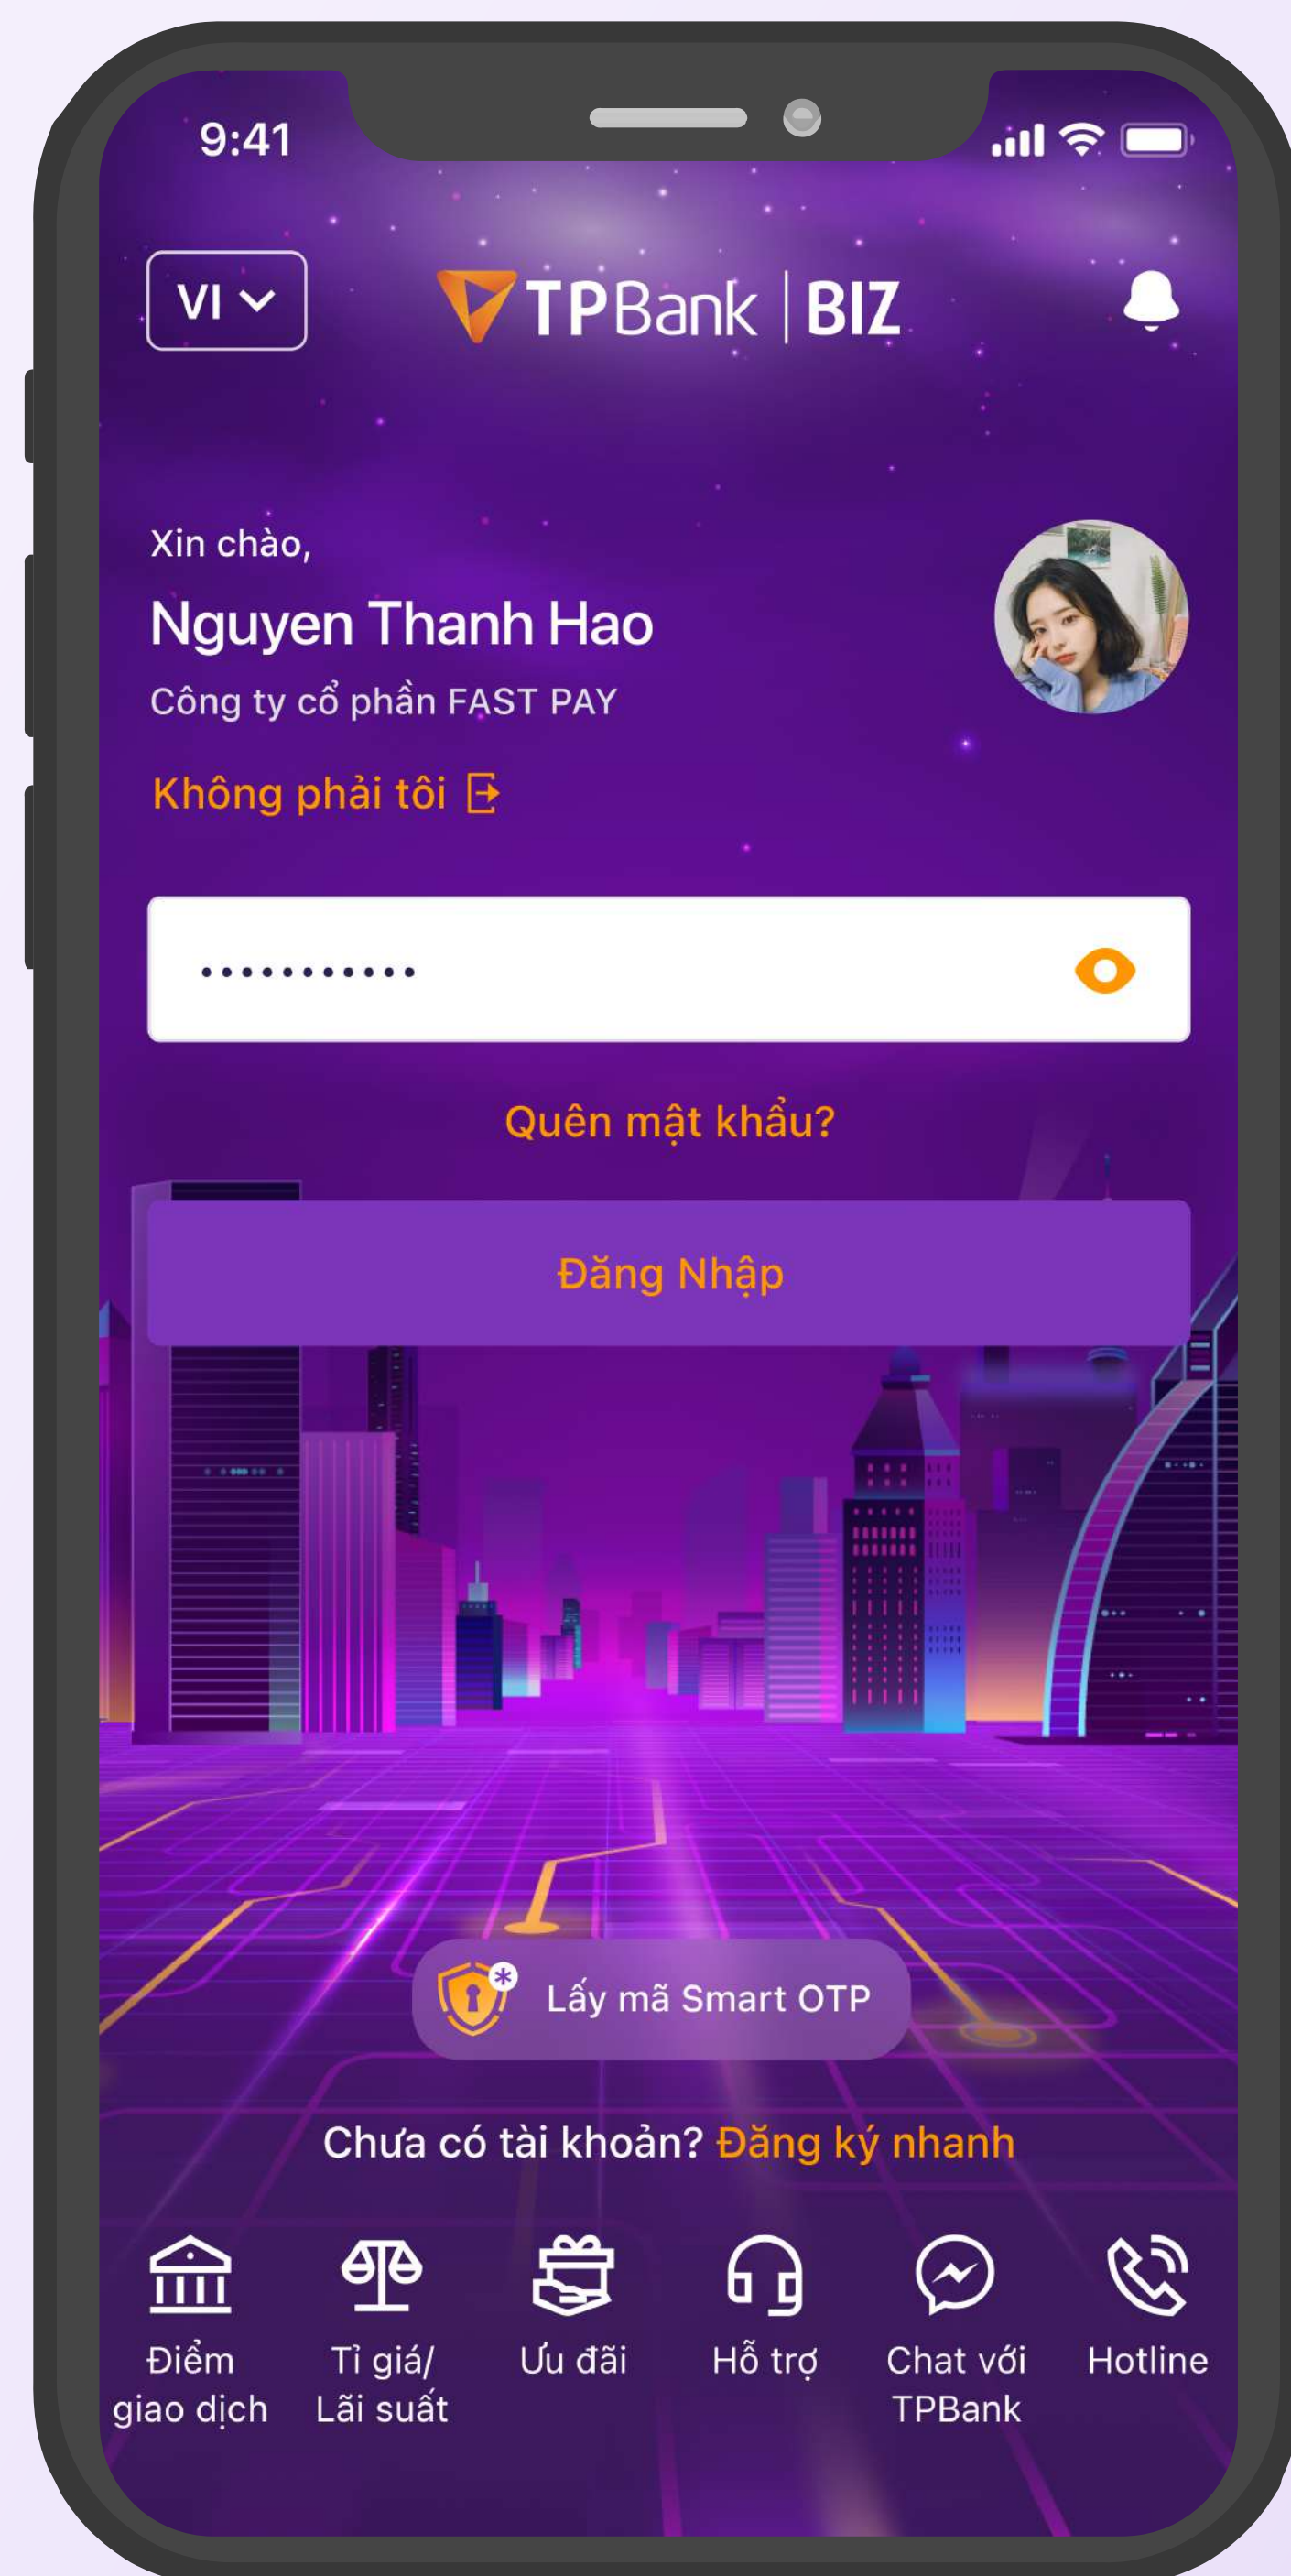 9:41
VI
TPBank | BIZ
Xin chào,
Nguyen Thanh Hao
Công ty cổ phần FAST PAY
Không phải tôi
•••••••••••
Quên mật khẩu?
Đăng Nhập
Lấy mã Smart OTP
Chưa có tài khoản? Đăng ký nhanh
Điểm
giao dịch
Tỉ giá/
Lãi suất
Ưu đãi
Hỗ trợ
Chat với
TPBank
Hotline